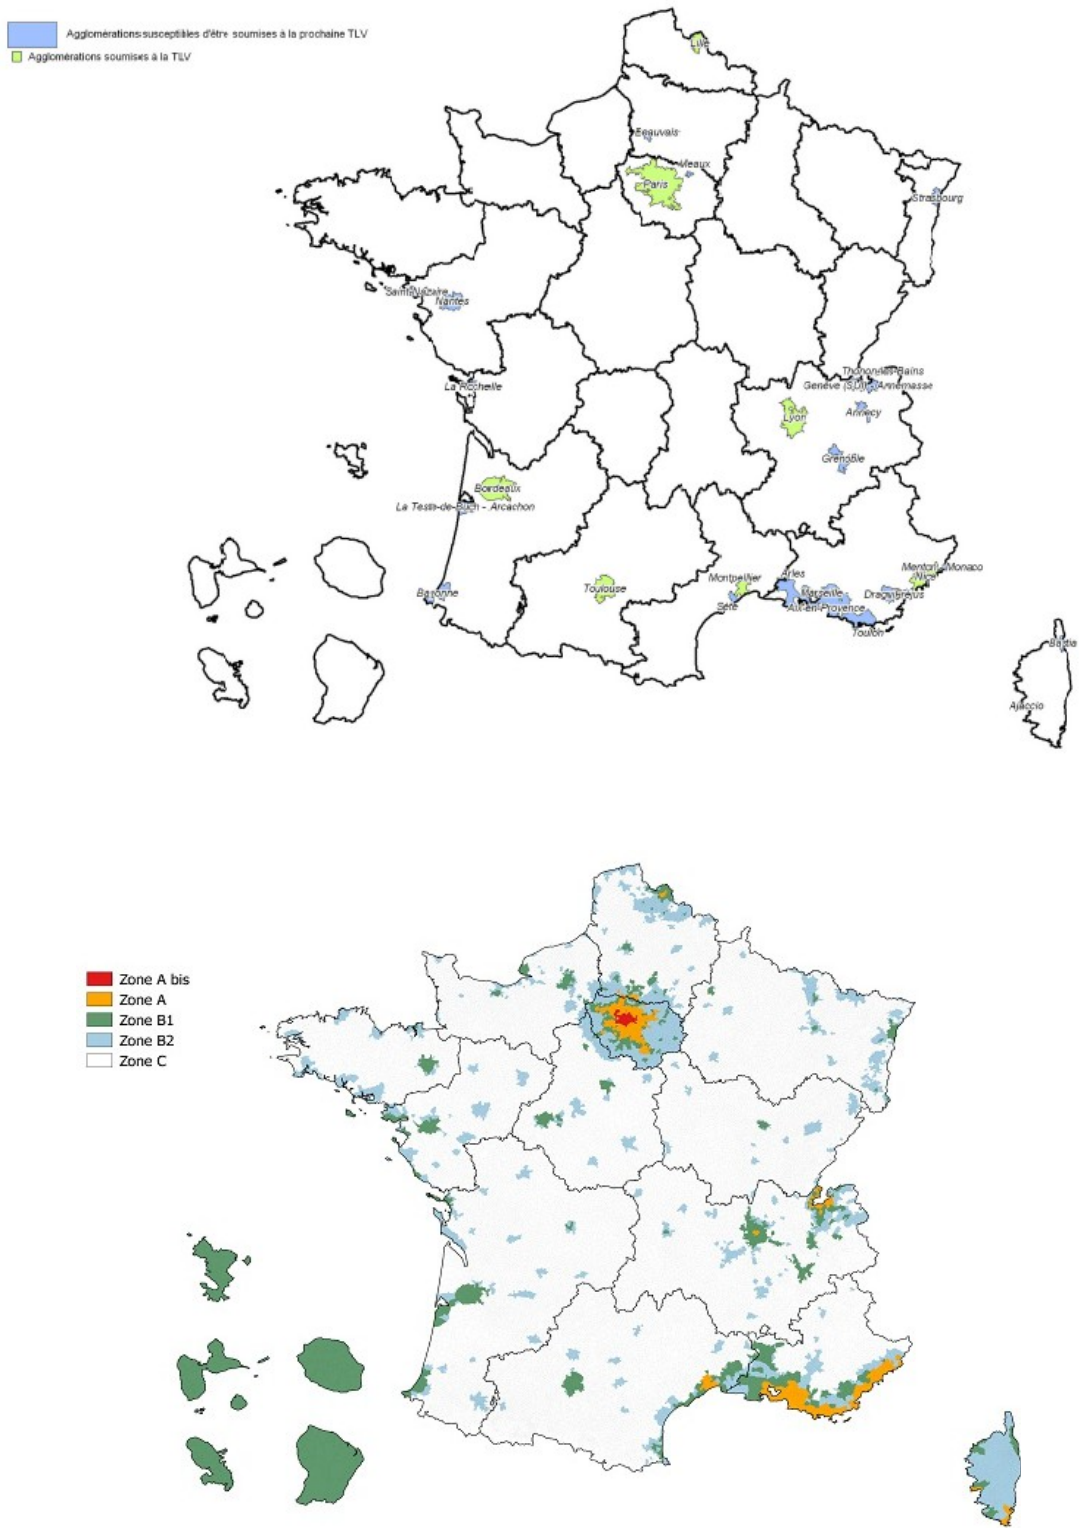 Agglomérations susceptibles d'être soumises à la prochaine TLV
Agglomérations soumises à la TLV
Lille
Beauvais
Meaux
Paris
Strasbourg
Saint-Nazaire
Nantes
La Rochelle
Thonon-les-Bains
Genève (SUI) Annemasse
Annecy
Lyon
Grenoble
Bordeaux
La Teste-de-Buch - Arcachon
Menton - Monaco
Nice
Montpellier
Arles
Toulouse
Bayonne
Marseille -
Aix-en-Provence
Fréjus
Sète
Toulon
Bastia
Ajaccio
Zone A bis
Zone A
Zone B1
Zone B2
Zone C